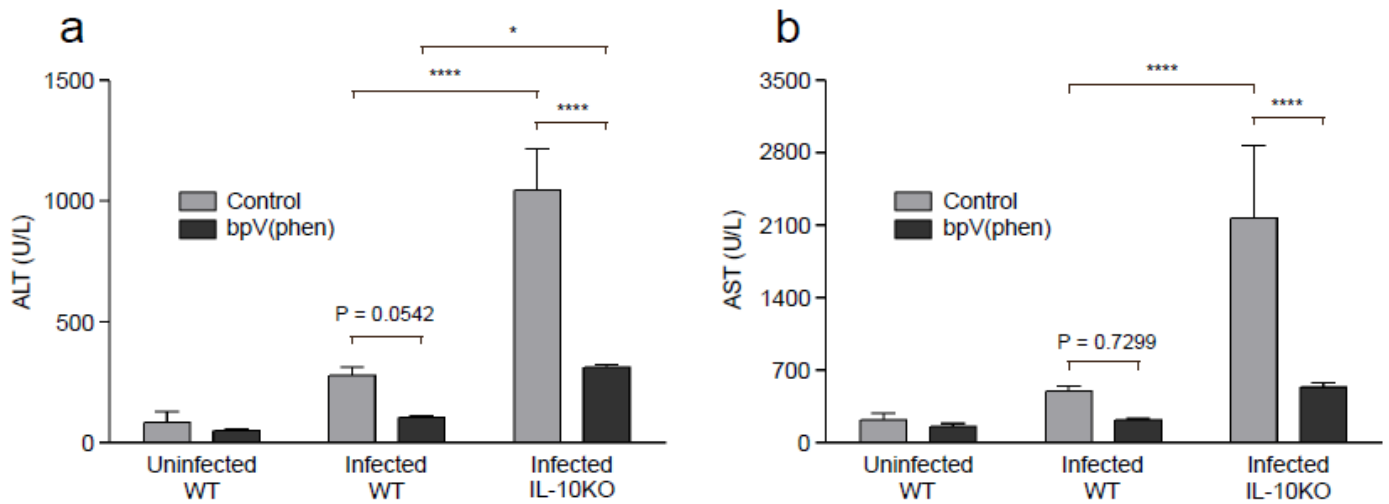 a
*
****
****
1500
1000
500
0
ALT (U/L)
Control
bpV(phen)
P = 0.0542
Uninfected
WT
Infected
WT
Infected
IL-10KO
b
****
****
3500
2800
2100
1400
700
0
AST (U/L)
Control
bpV(phen)
P = 0.7299
Uninfected
WT
Infected
WT
Infected
IL-10KO